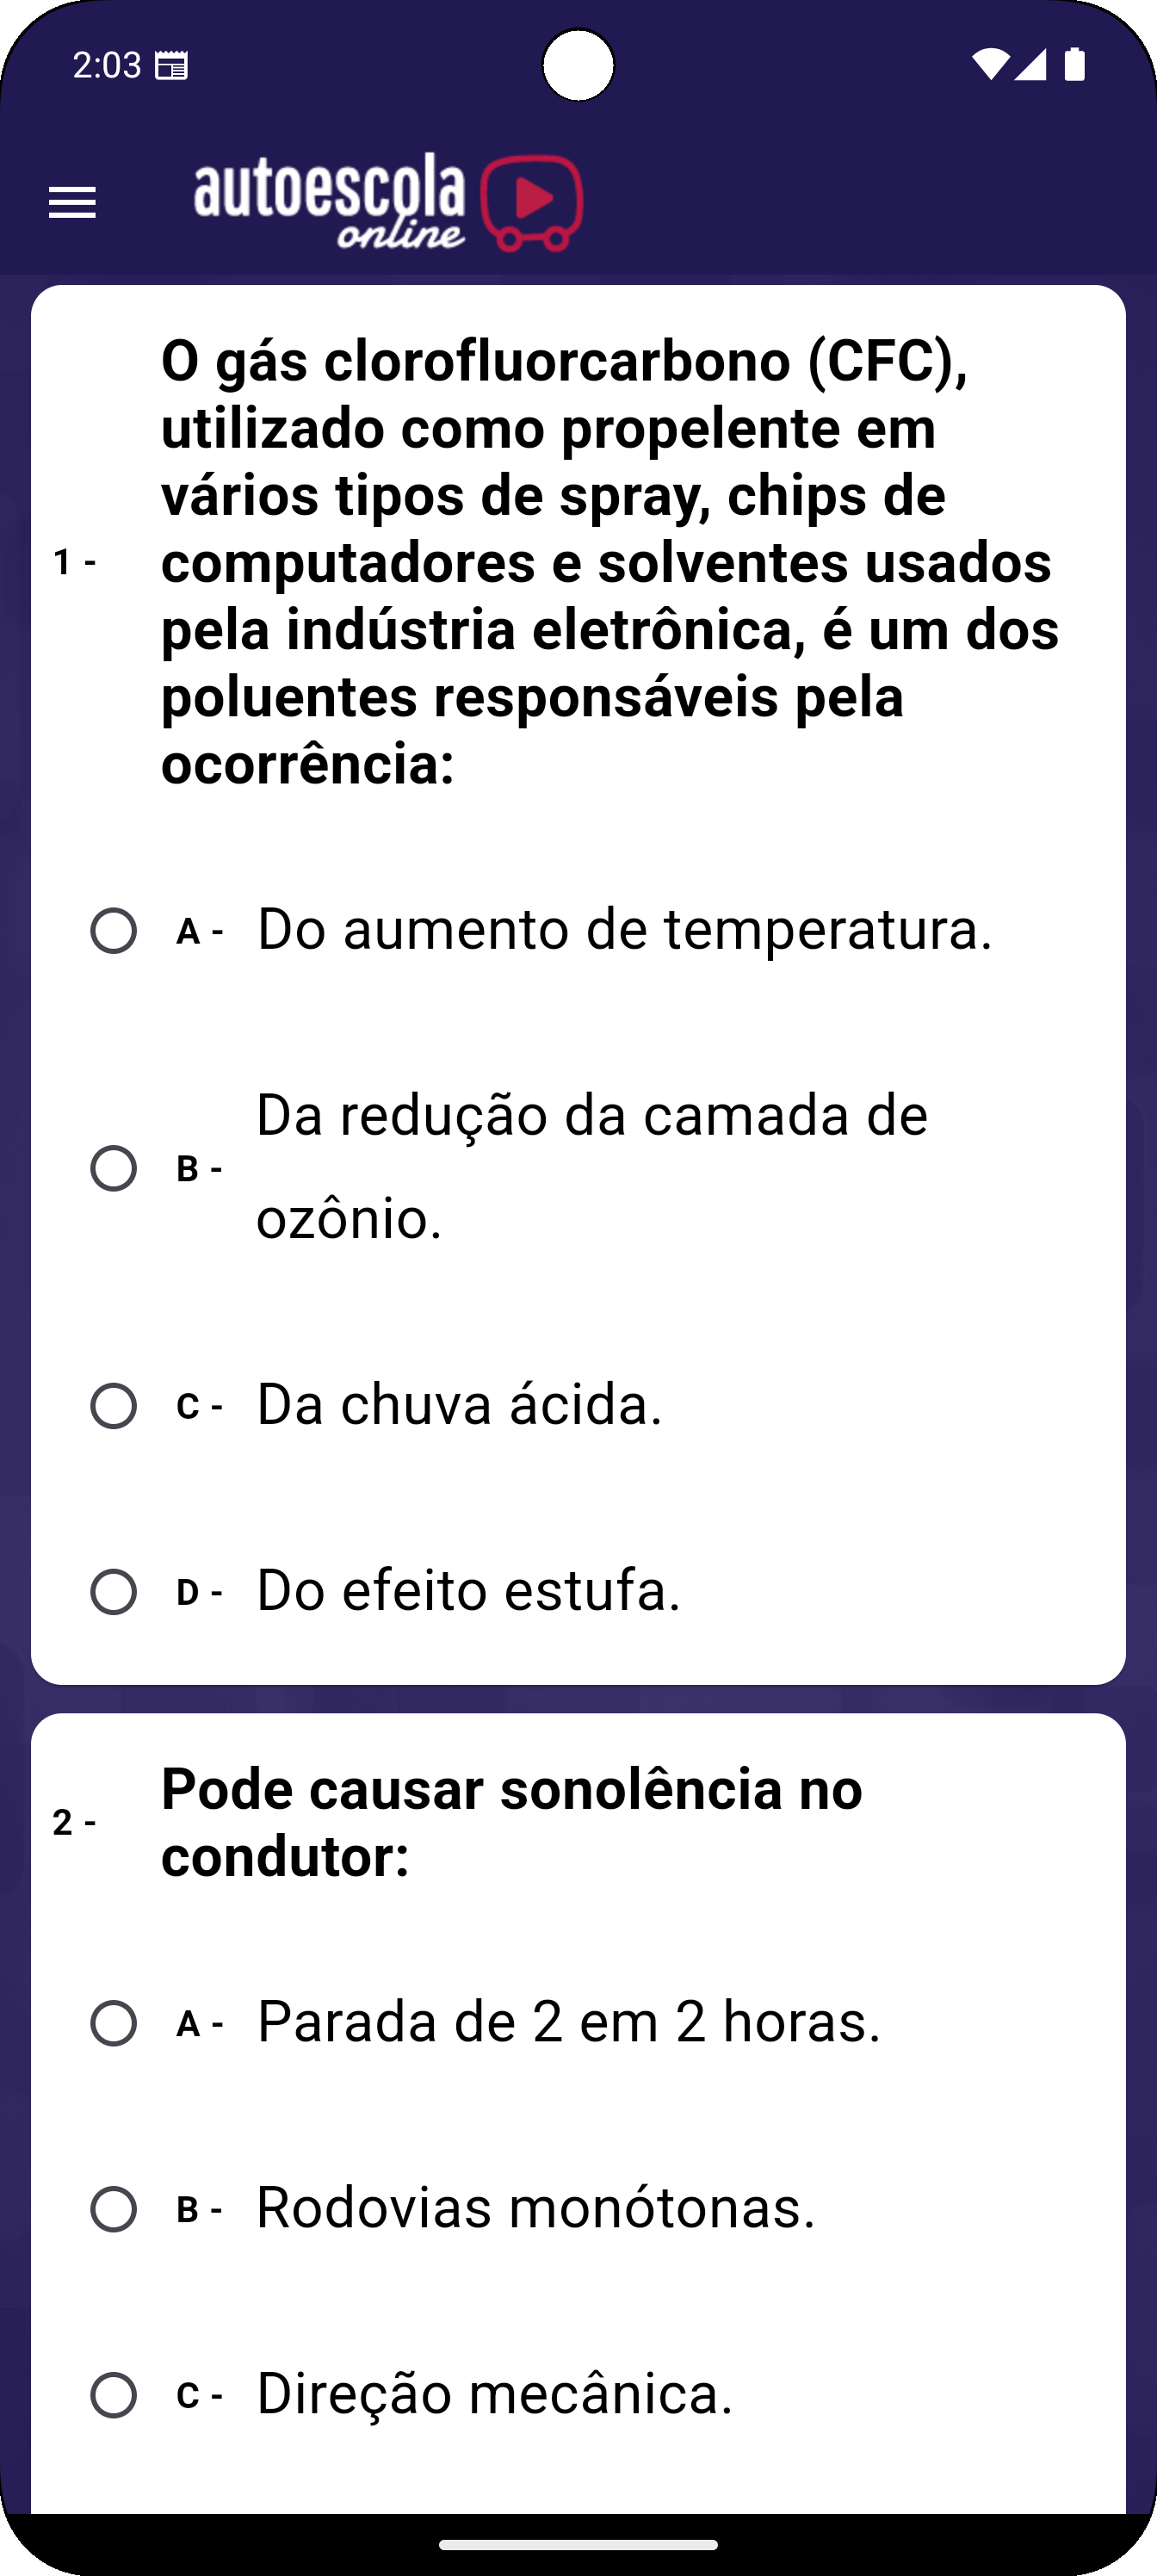 2:03
autoescola
online
O gás clorofluorcarbono (CFC),
utilizado como propelente em
vários tipos de spray, chips de
1 - computadores e solventes usados
pela indústria eletrônica, é um dos
poluentes responsáveis pela
ocorrência:
A - Do aumento de temperatura.
Da redução da camada de
B -
ozônio.
C - Da chuva ácida.
D - Do efeito estufa.
Pode causar sonolência no
2 -
condutor:
A - Parada de 2 em 2 horas.
B - Rodovias monótonas.
C - Direção mecânica.